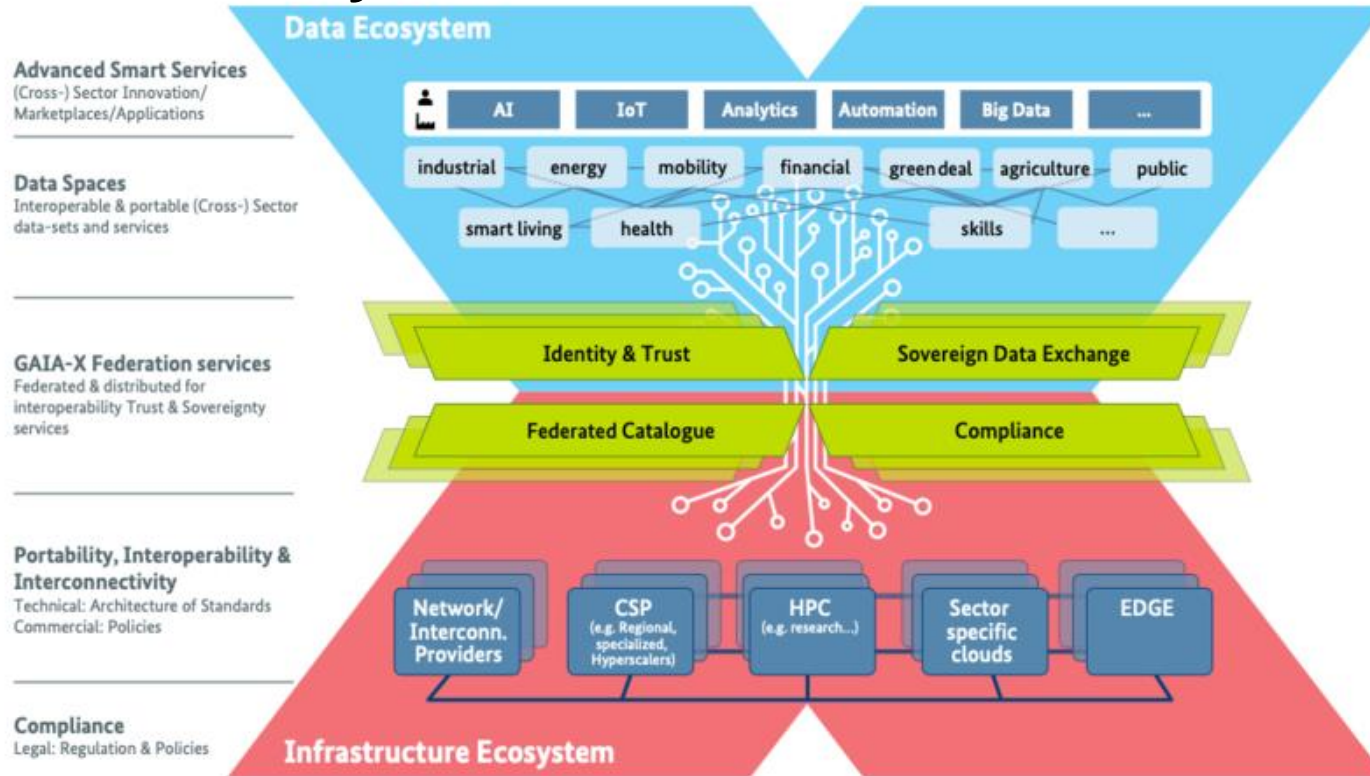 Data Ecosystem
Advanced Smart Services
(Cross-) Sector Innovation/
Marketplaces/Applications
AI
IoT
Analytics
Automation
Big Data
...
Data Spaces
Interoperable & portable (Cross-) Sector
data-sets and services
industrial
energy
mobility
financial
green deal
agriculture
public
smart living
health
skills
...
GAIA-X Federation services
Federated & distributed for
interoperability Trust & Sovereignty
services
Identity & Trust
Sovereign Data Exchange
Federated Catalogue
Compliance
Portability, Interoperability &
Interconnectivity
Technical: Architecture of Standards
Commercial: Policies
Network/
Interconn.
Providers
CSP
(e.g. Regional,
specialized,
Hyperscalers)
HPC
(e.g. research...)
Sector
specific
clouds
EDGE
Compliance
Legal: Regulation & Policies
Infrastructure Ecosystem